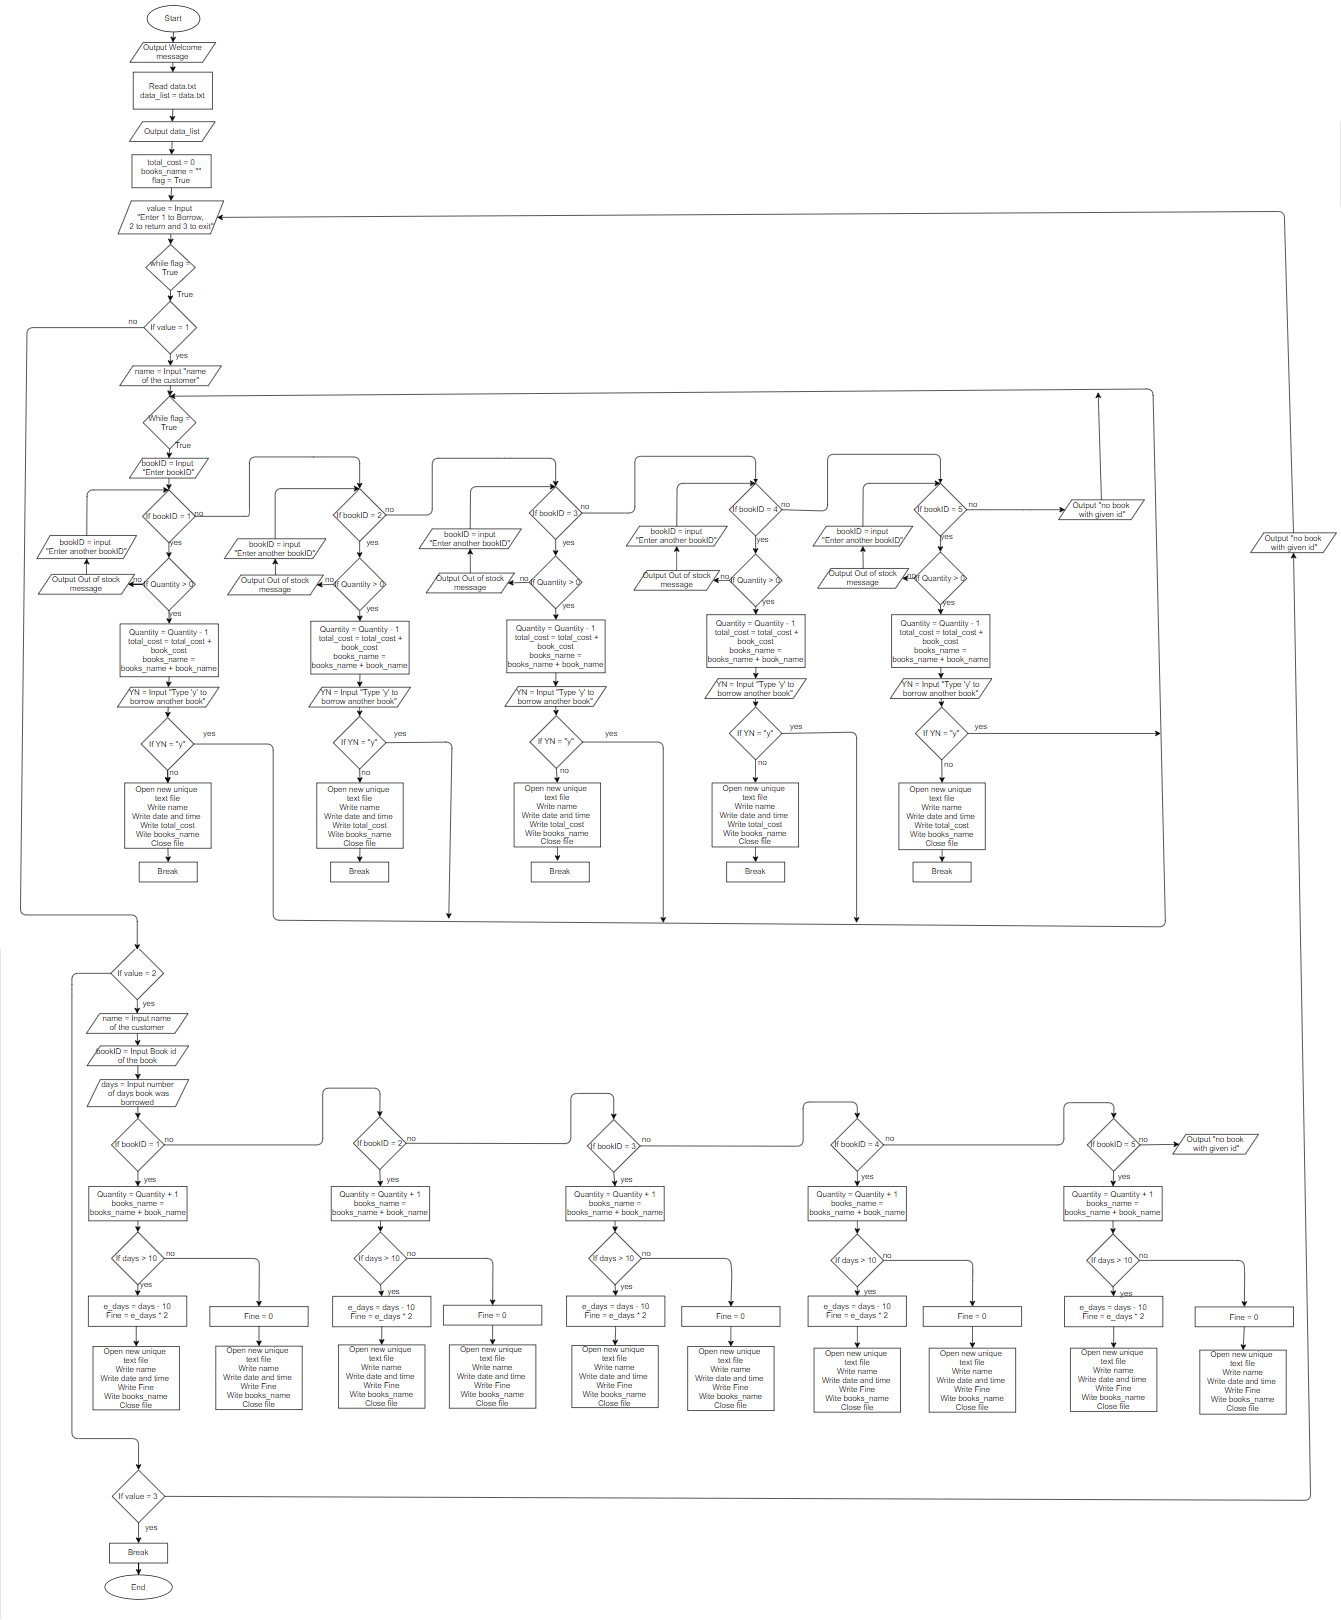 Start
Output Welcome
message
Read data.txt
data_list = data.txt
Output data_list
total_cost = 0
books_name = ""
flag = True
value = Input
"Enter 1 to Borrow,
2 to return and 3 to exit"
while flag =
True
True
If value = 1
no
yes
name = Input "name
of the customer"
While flag =
True
True
bookID = Input
"Enter bookID"
If bookID = 1
no
yes
bookID = input
"Enter another bookID"
Output Out of stock
message
no
If Quantity > 0
yes
Quantity = Quantity - 1
total_cost = total_cost +
book_cost
books_name =
books_name + book_name
YN = Input "Type 'y' to
borrow another book"
If YN = "y"
yes
no
Open new unique
text file
Write name
Write date and time
Write total_cost
Wite books_name
Close file
Break
If bookID = 2
no
yes
bookID = input
"Enter another bookID"
Output Out of stock
message
no
If Quantity > 0
yes
Quantity = Quantity - 1
total_cost = total_cost +
book_cost
books_name =
books_name + book_name
YN = Input "Type 'y' to
borrow another book"
If YN = "y"
yes
no
Open new unique
text file
Write name
Write date and time
Write total_cost
Wite books_name
Close file
Break
If bookID = 3
no
yes
bookID = input
"Enter another bookID"
Output Out of stock
message
no
If Quantity > 0
yes
Quantity = Quantity - 1
total_cost = total_cost +
book_cost
books_name =
books_name + book_name
YN = Input "Type 'y' to
borrow another book"
If YN = "y"
yes
no
Open new unique
text file
Write name
Write date and time
Write total_cost
Wite books_name
Close file
Break
If bookID = 4
no
yes
bookID = input
"Enter another bookID"
Output Out of stock
message
no
If Quantity > 0
yes
Quantity = Quantity - 1
total_cost = total_cost +
book_cost
books_name =
books_name + book_name
YN = Input "Type 'y' to
borrow another book"
If YN = "y"
yes
no
Open new unique
text file
Write name
Write date and time
Write total_cost
Wite books_name
Close file
Break
If bookID = 5
no
yes
bookID = input
"Enter another bookID"
Output Out of stock
message
no
If Quantity > 0
yes
Quantity = Quantity - 1
total_cost = total_cost +
book_cost
books_name =
books_name + book_name
YN = Input "Type 'y' to
borrow another book"
If YN = "y"
yes
no
Open new unique
text file
Write name
Write date and time
Write total_cost
Wite books_name
Close file
Break
Output "no book
with given id"
Output "no book
with given id"
If value = 2
yes
name = Input name
of the customer
bookID = Input Book id
of the book
days = Input number
of days book was
borrowed
If bookID = 1
no
yes
Quantity = Quantity + 1
books_name =
books_name + book_name
If days > 10
no
yes
e_days = days - 10
Fine = e_days * 2
Fine = 0
Open new unique
text file
Write name
Write date and time
Write Fine
Wite books_name
Close file
Open new unique
text file
Write name
Write date and time
Write Fine
Wite books_name
Close file
If bookID = 2
no
yes
Quantity = Quantity + 1
books_name =
books_name + book_name
If days > 10
no
yes
e_days = days - 10
Fine = e_days * 2
Fine = 0
Open new unique
text file
Write name
Write date and time
Write Fine
Wite books_name
Close file
Open new unique
text file
Write name
Write date and time
Write Fine
Wite books_name
Close file
If bookID = 3
no
yes
Quantity = Quantity + 1
books_name =
books_name + book_name
If days > 10
no
yes
e_days = days - 10
Fine = e_days * 2
Fine = 0
Open new unique
text file
Write name
Write date and time
Write Fine
Wite books_name
Close file
Open new unique
text file
Write name
Write date and time
Write Fine
Wite books_name
Close file
If bookID = 4
no
yes
Quantity = Quantity + 1
books_name =
books_name + book_name
If days > 10
no
yes
e_days = days - 10
Fine = e_days * 2
Fine = 0
Open new unique
text file
Write name
Write date and time
Write Fine
Wite books_name
Close file
Open new unique
text file
Write name
Write date and time
Write Fine
Wite books_name
Close file
If bookID = 5
no
yes
Quantity = Quantity + 1
books_name =
books_name + book_name
If days > 10
no
yes
e_days = days - 10
Fine = e_days * 2
Fine = 0
Open new unique
text file
Write name
Write date and time
Write Fine
Wite books_name
Close file
Open new unique
text file
Write name
Write date and time
Write Fine
Wite books_name
Close file
Output "no book
with given id"
If value = 3
yes
Break
End